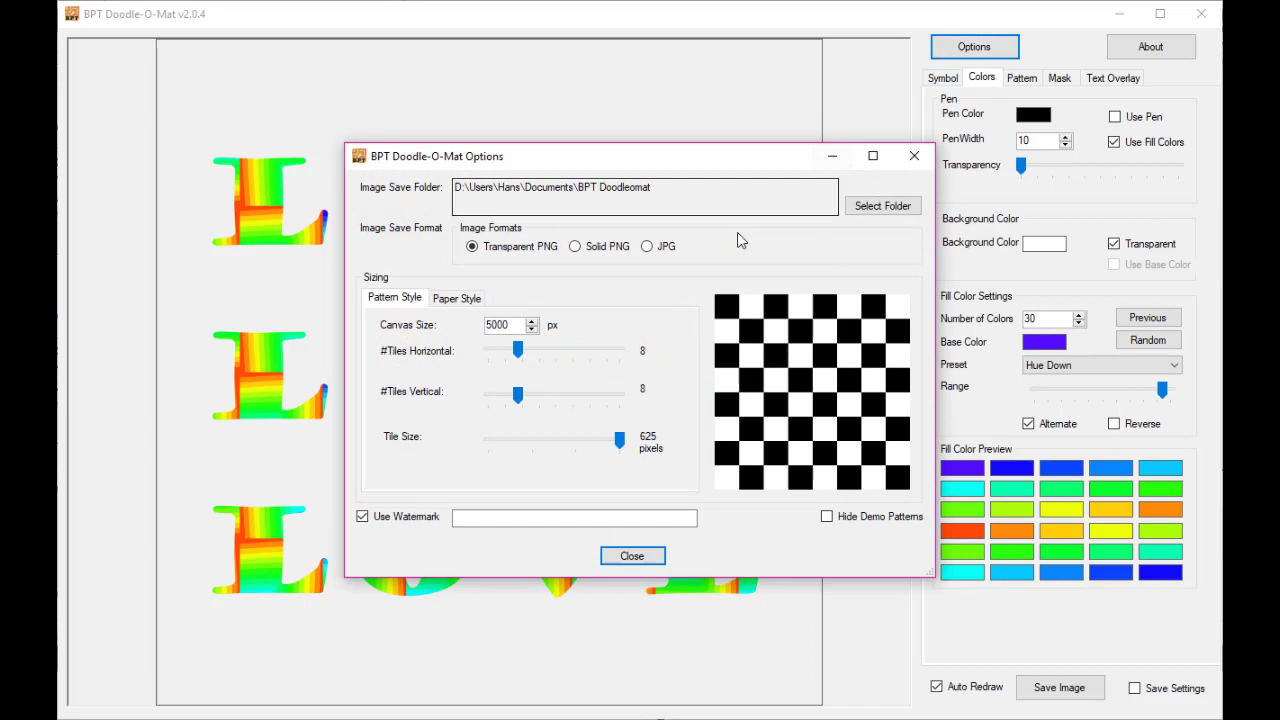 BPT Doodle-O-Mat v2.0.4
Options
About
Symbol
Colors
Pattern
Mask
Text Overlay
Pen
Pen Color
Use Pen
PenWidth
10
Use Fill Colors
Transparency
Background Color
Background Color
Transparent
Use Base Color
Fill Color Settings
Number of Colors
30
Previous
Base Color
Random
Preset
Hue Down
Range
Alternate
Reverse
Fill Color Preview
Auto Redraw
Save Image
Save Settings
BPT Doodle-O-Mat Options
Image Save Folder:
D:\Users\Hans\Documents\BPT Doodleomat
Select Folder
Image Save Format
Image Formats
Transparent PNG
Solid PNG
JPG
Sizing
Pattern Style
Paper Style
Canvas Size:
5000
px
#Tiles Horizontal:
8
#Tiles Vertical:
8
Tile Size:
625
pixels
Use Watermark
Hide Demo Patterns
Close
L
L
L